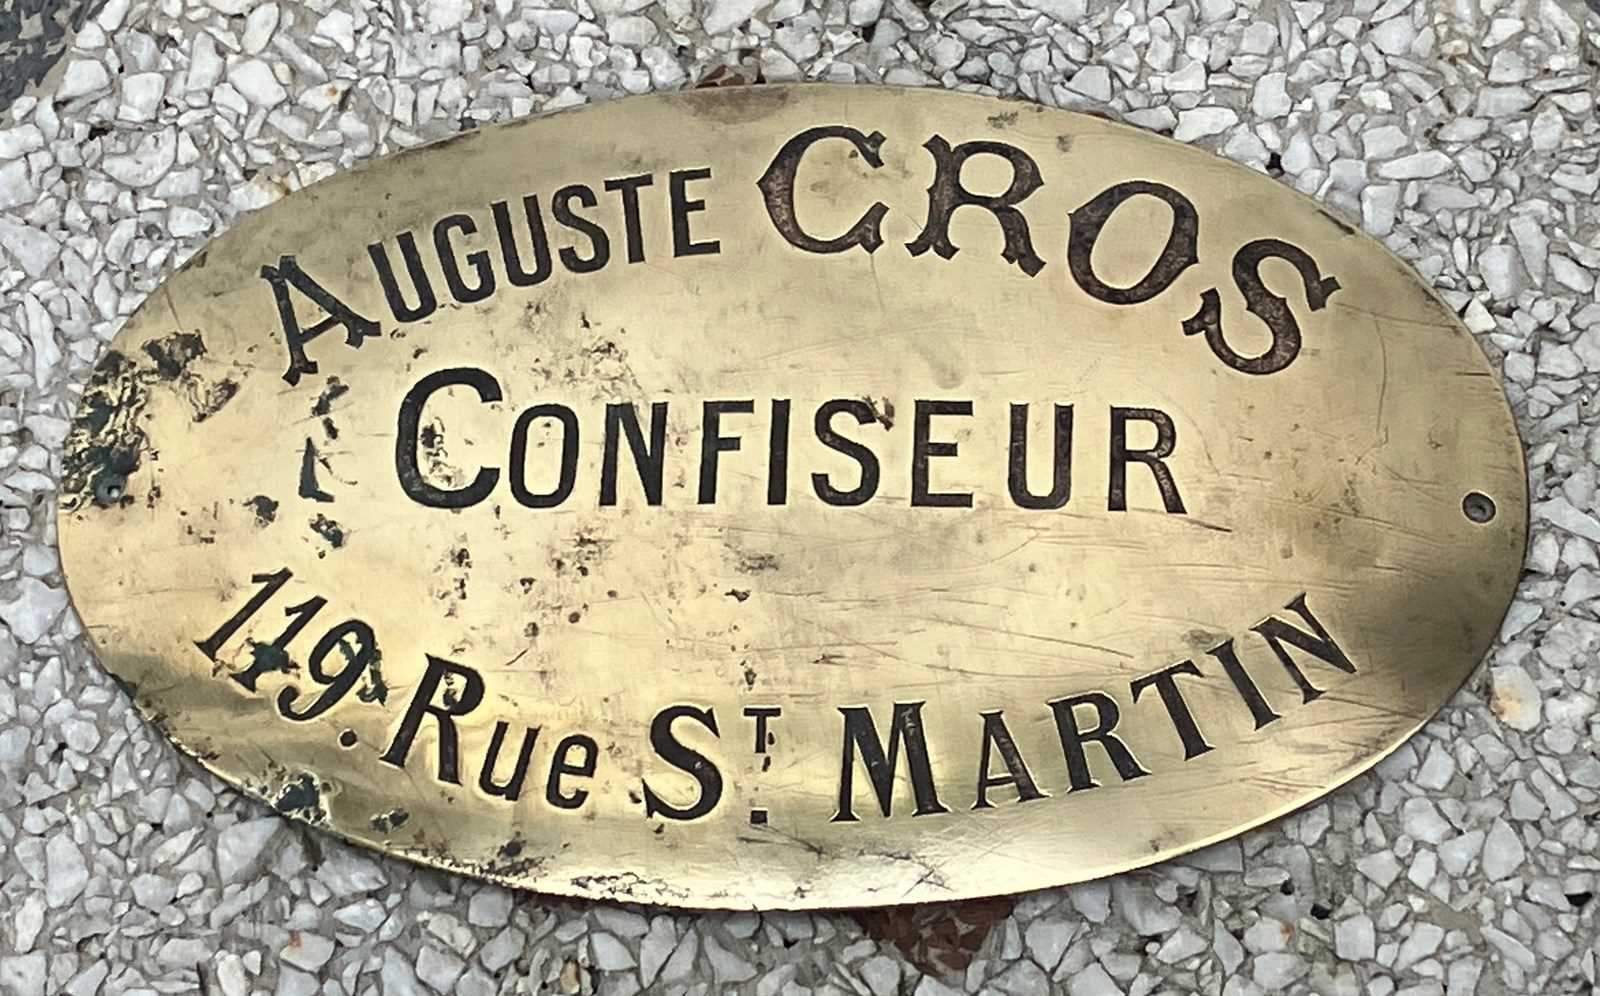 AUGUSTE CROS
CONFISEUR
119. Rue ST. MARTIN